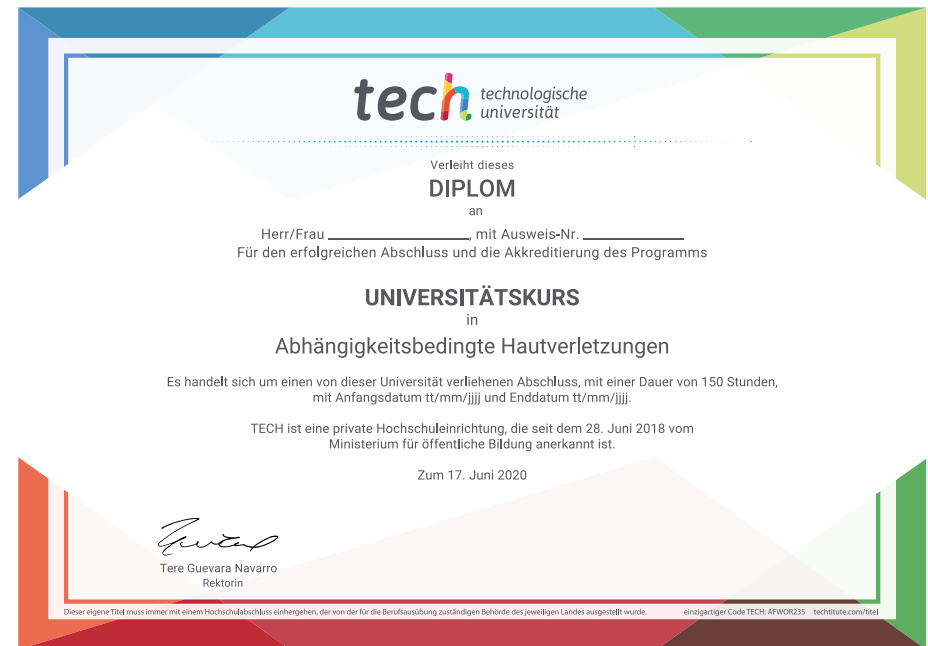 tech technologische
universität
Verleiht dieses
DIPLOM
an
Herr/Frau ____________, mit Ausweis-Nr. ____________
Für den erfolgreichen Abschluss und die Akkreditierung des Programms
UNIVERSITÄTSKURS
in
Abhängigkeitsbedingte Hautverletzungen
Es handelt sich um einen von dieser Universität verliehenen Abschluss, mit einer Dauer von 150 Stunden,
mit Anfangsdatum tt/mm/jjjj und Enddatum tt/mm/jjjj.
TECH ist eine private Hochschuleinrichtung, die seit dem 28. Juni 2018 vom
Ministerium für öffentliche Bildung anerkannt ist.
Zum 17. Juni 2020
Tere Guevara Navarro
Rektorin
Dieser eigene Titel muss immer mit einem Hochschulabschluss einhergehen, der von der für die Berufsausübung zuständigen Behörde des jeweiligen Landes ausgestellt wurde. einzigartiger Code TECH: AFWOR235 techtitute.com/titel